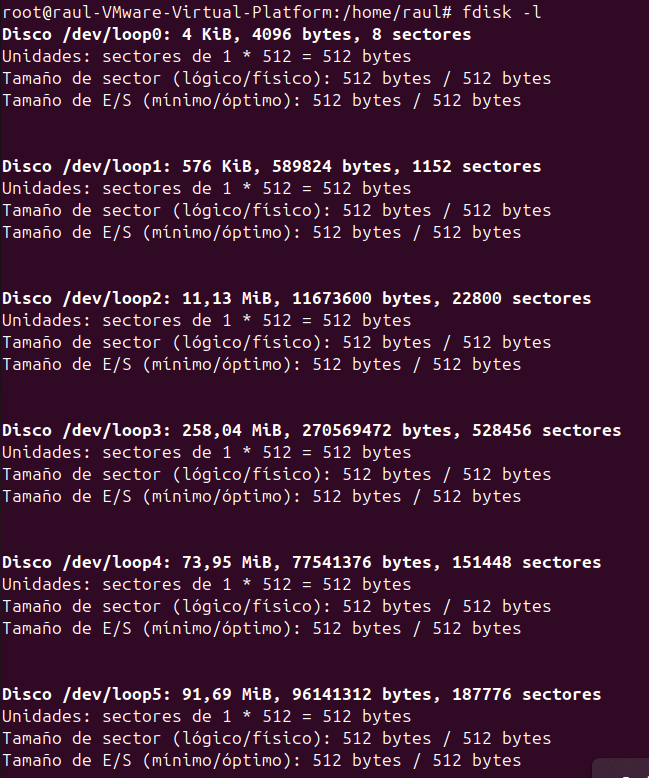 root@raul-VMware-Virtual-Platform:/home/raul# fdisk -l
Disco /dev/loop0: 4 KiB, 4096 bytes, 8 sectores
Unidades: sectores de 1 * 512 = 512 bytes
Tamaño de sector (lógico/físico): 512 bytes / 512 bytes
Tamaño de E/S (mínimo/óptimo): 512 bytes / 512 bytes
Disco /dev/loop1: 576 KiB, 589824 bytes, 1152 sectores
Unidades: sectores de 1 * 512 = 512 bytes
Tamaño de sector (lógico/físico): 512 bytes / 512 bytes
Tamaño de E/S (mínimo/óptimo): 512 bytes / 512 bytes
Disco /dev/loop2: 11,13 MiB, 11673600 bytes, 22800 sectores
Unidades: sectores de 1 * 512 = 512 bytes
Tamaño de sector (lógico/físico): 512 bytes / 512 bytes
Tamaño de E/S (mínimo/óptimo): 512 bytes / 512 bytes
Disco /dev/loop3: 258,04 MiB, 270569472 bytes, 528456 sectores
Unidades: sectores de 1 * 512 = 512 bytes
Tamaño de sector (lógico/físico): 512 bytes / 512 bytes
Tamaño de E/S (mínimo/óptimo): 512 bytes / 512 bytes
Disco /dev/loop4: 73,95 MiB, 77541376 bytes, 151448 sectores
Unidades: sectores de 1 * 512 = 512 bytes
Tamaño de sector (lógico/físico): 512 bytes / 512 bytes
Tamaño de E/S (mínimo/óptimo): 512 bytes / 512 bytes
Disco /dev/loop5: 91,69 MiB, 96141312 bytes, 187776 sectores
Unidades: sectores de 1 * 512 = 512 bytes
Tamaño de sector (lógico/físico): 512 bytes / 512 bytes
Tamaño de E/S (mínimo/óptimo): 512 bytes / 512 bytes